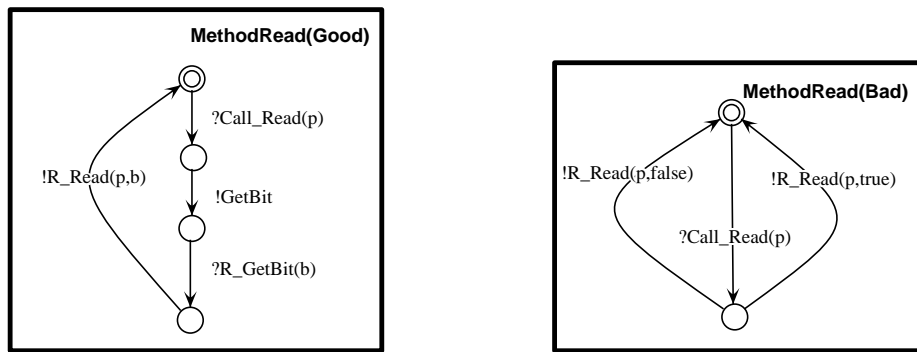 MethodRead(Good)
?Call_Read(p)
!R_Read(p,b)
!GetBit
?R_GetBit(b)
MethodRead(Bad)
!R_Read(p,false)
!R_Read(p,true)
?Call_Read(p)